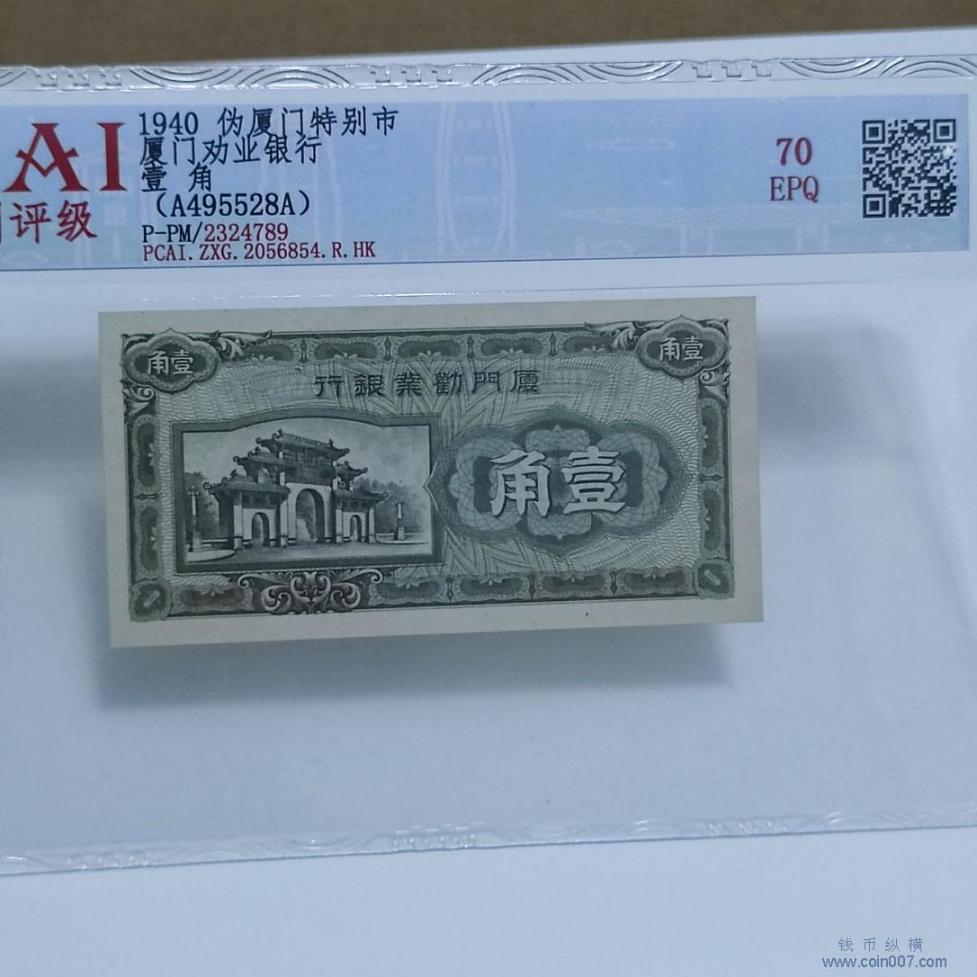 AI
评级
1940 伪厦门特别市
厦门劝业银行
壹 角
(A495528A)
P-PM/2324789
PCAI.ZXG.2056854.R.HK
70
EPQ
角壹
角壹
行銀業勸門廈
角壹
钱币纵横
www.coin007.com